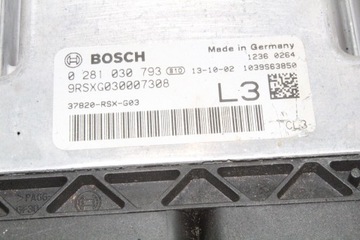 BOSCH
Made in Germany
0 281 030 793 810 13-10-02
1236 0264
1039S63850
9RSXG030007308
L3
37820-RSX-G03